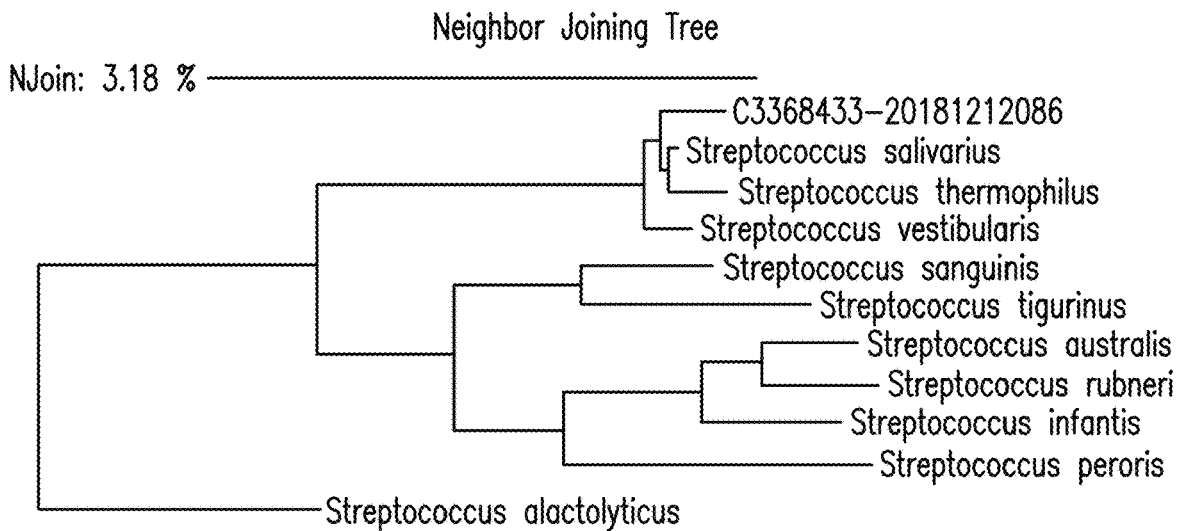 Neighbor Joining Tree
NJoin: 3.18 %
C3368433-20181212086
Streptococcus salivarius
Streptococcus thermophilus
Streptococcus vestibularis
Streptococcus sanguinis
Streptococcus tigurinus
Streptococcus australis
Streptococcus rubneri
Streptococcus infantis
Streptococcus peroris
Streptococcus alactolyticus